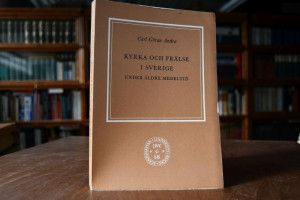 Carl Göran Andræ
KYRKA OCH FRÄLSE
I SVERIGE
UNDER ÄLDRE MEDELTID